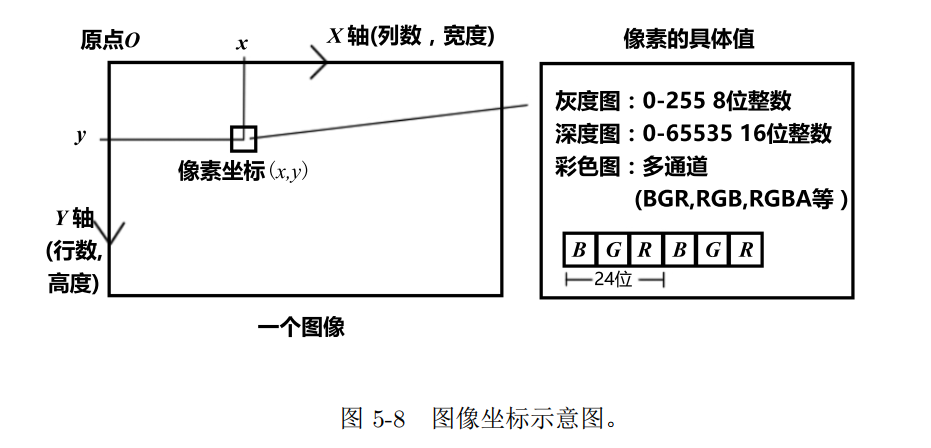 原点O
x
X 轴(列数，宽度)
y
像素坐标(x,y)
Y 轴
(行数,
高度)
一个图像
像素的具体值
灰度图：0-255 8位整数
深度图：0-65535 16位整数
彩色图：多通道
(BGR,RGB,RGBA等 )
B G R B G R
24位
图 5-8 图像坐标示意图。